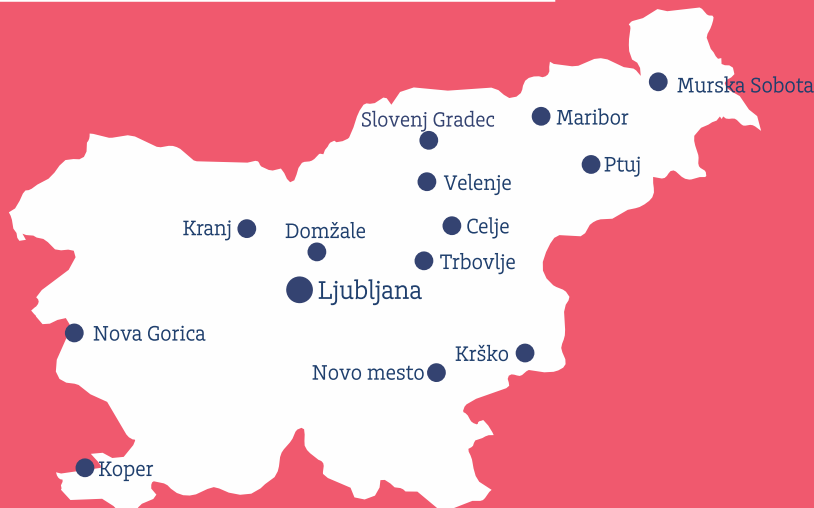 Murska Sobota
Slovenj Gradec
Maribor
Ptuj
Velenje
Kranj
Domžale
Celje
Trbovlje
Ljubljana
Nova Gorica
Krško
Novo mesto
Koper